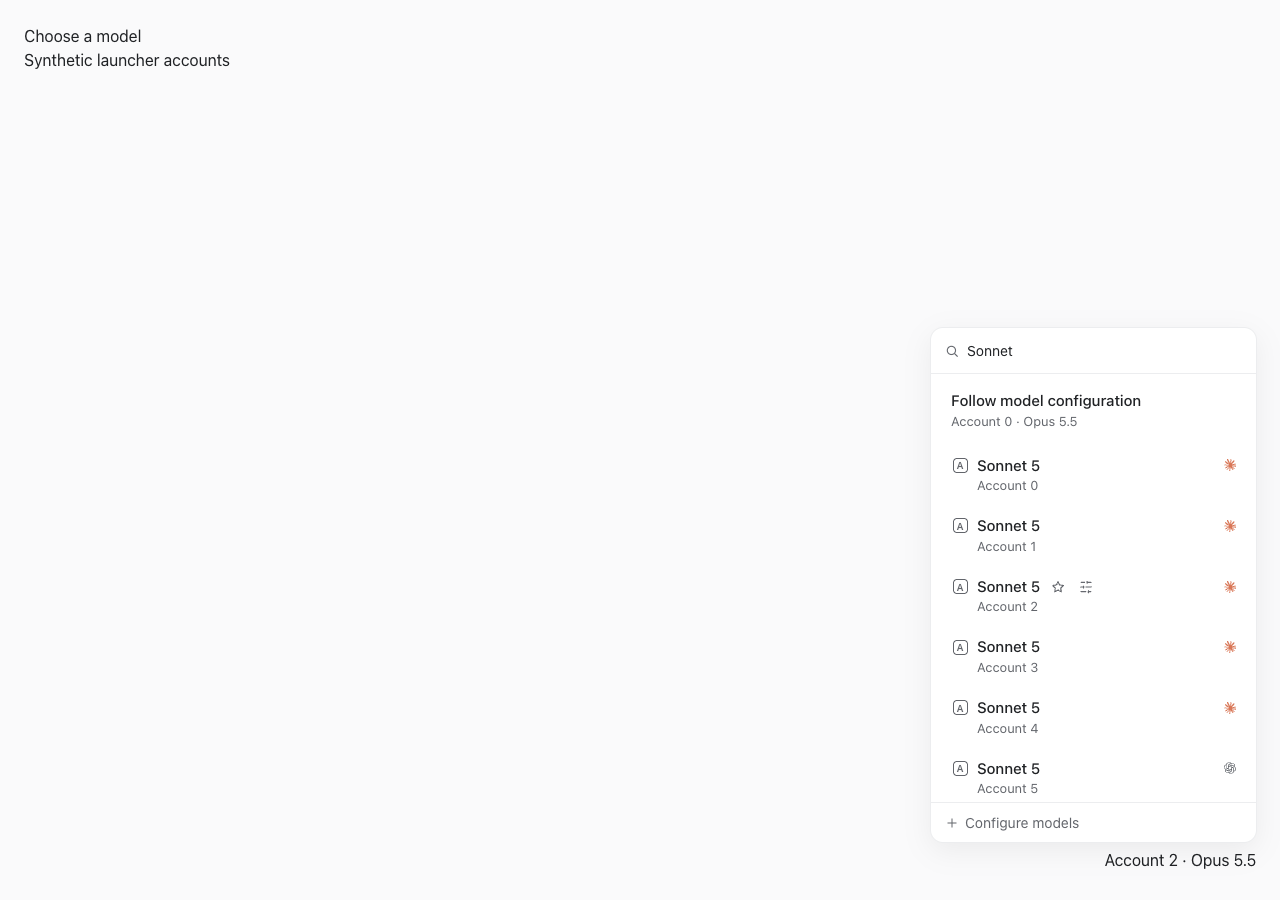 Choose a model
Synthetic launcher accounts
Sonnet
Follow model configuration
Account 0 · Opus 5.5
A Sonnet 5
Account 0
A Sonnet 5
Account 1
A Sonnet 5
Account 2
A Sonnet 5
Account 3
A Sonnet 5
Account 4
A Sonnet 5
Account 5
+ Configure models
Account 2 · Opus 5.5